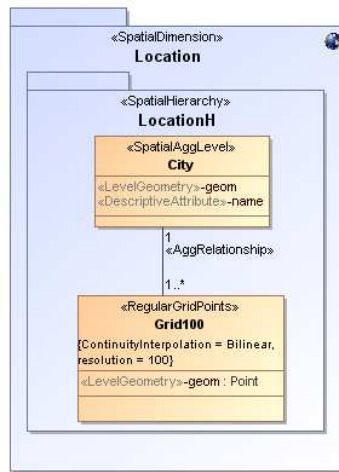 «SpatialDimension»
Location
«SpatialHierarchy»
LocationH
«SpatialAggLevel»
City
«LevelGeometry»-geom
«DescriptiveAttribute»-name
1
«AggRelationship»
1..*
«RegularGridPoints»
Grid100
{ContinuityInterpolation = Bilinear,
resolution = 100}
«LevelGeometry»-geom : Point